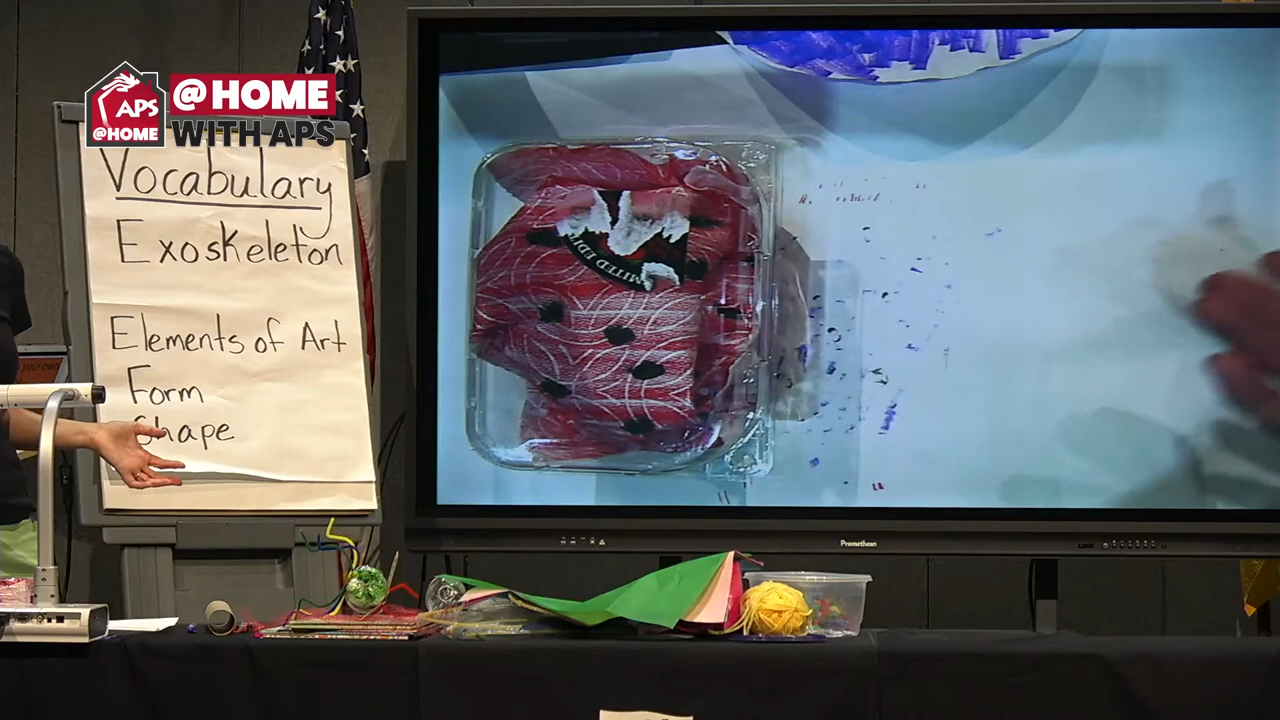 APS
@HOME
@HOME
WITH APS
Vocabulary
Exoskeleton
Elements of Art
Form
Shape
Promethean